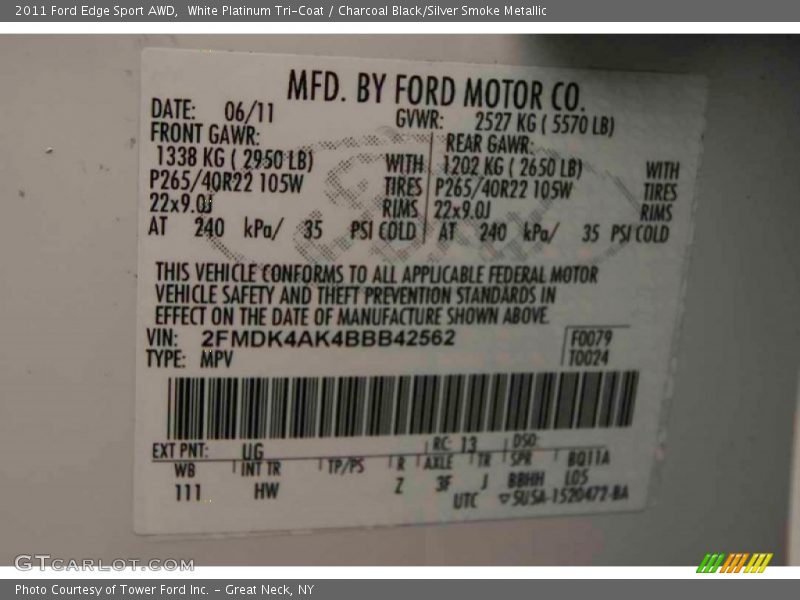 2011 Ford Edge Sport AWD, White Platinum Tri-Coat / Charcoal Black/Silver Smoke Metallic
MFD. BY FORD MOTOR CO.
DATE: 06/11 GVWR: 2527 KG ( 5570 LB)
FRONT GAWR: REAR GAWR:
1338 KG ( 2950 LB) WITH 1202 KG ( 2650 LB) WITH
P265/40R22 105W TIRES P265/40R22 105W TIRES
22x9.0J RIMS 22x9.0J RIMS
AT 240 kPa/ 35 PSI COLD AT 240 kPa/ 35 PSI COLD
THIS VEHICLE CONFORMS TO ALL APPLICABLE FEDERAL MOTOR
VEHICLE SAFETY AND THEFT PREVENTION STANDARDS IN
EFFECT ON THE DATE OF MANUFACTURE SHOWN ABOVE.
VIN: 2FMDK4AK4BBB42562 F0079
TYPE: MPV T0024
EXT PNT: UG RC: 13 DSO:
WB INT TR TP/PS R AXLE TR SPR BQ11A
111 HW Z 3F J BBHH L05
UTC ▽SU5A-1520472-BA
GTCarlot.com
Photo Courtesy of Tower Ford Inc. - Great Neck, NY